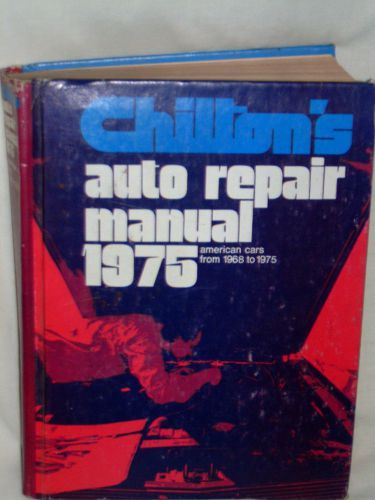 Chilton's
auto repair
manual
1975
american cars
from 1968 to 1975